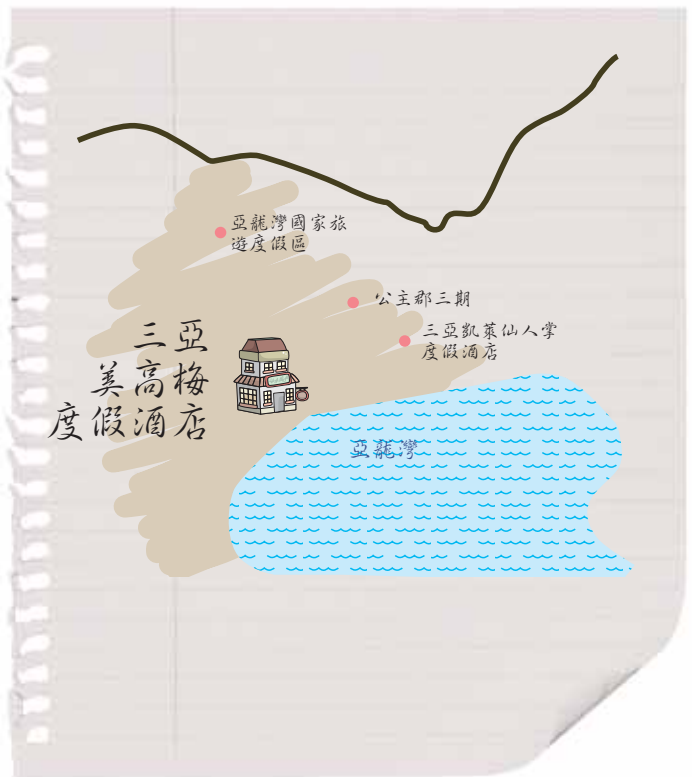 亞龍灣國家旅
遊度假區
公主郡三期
三亞凱萊仙人掌
度假酒店
三亞
美高梅
度假酒店
亞龍灣